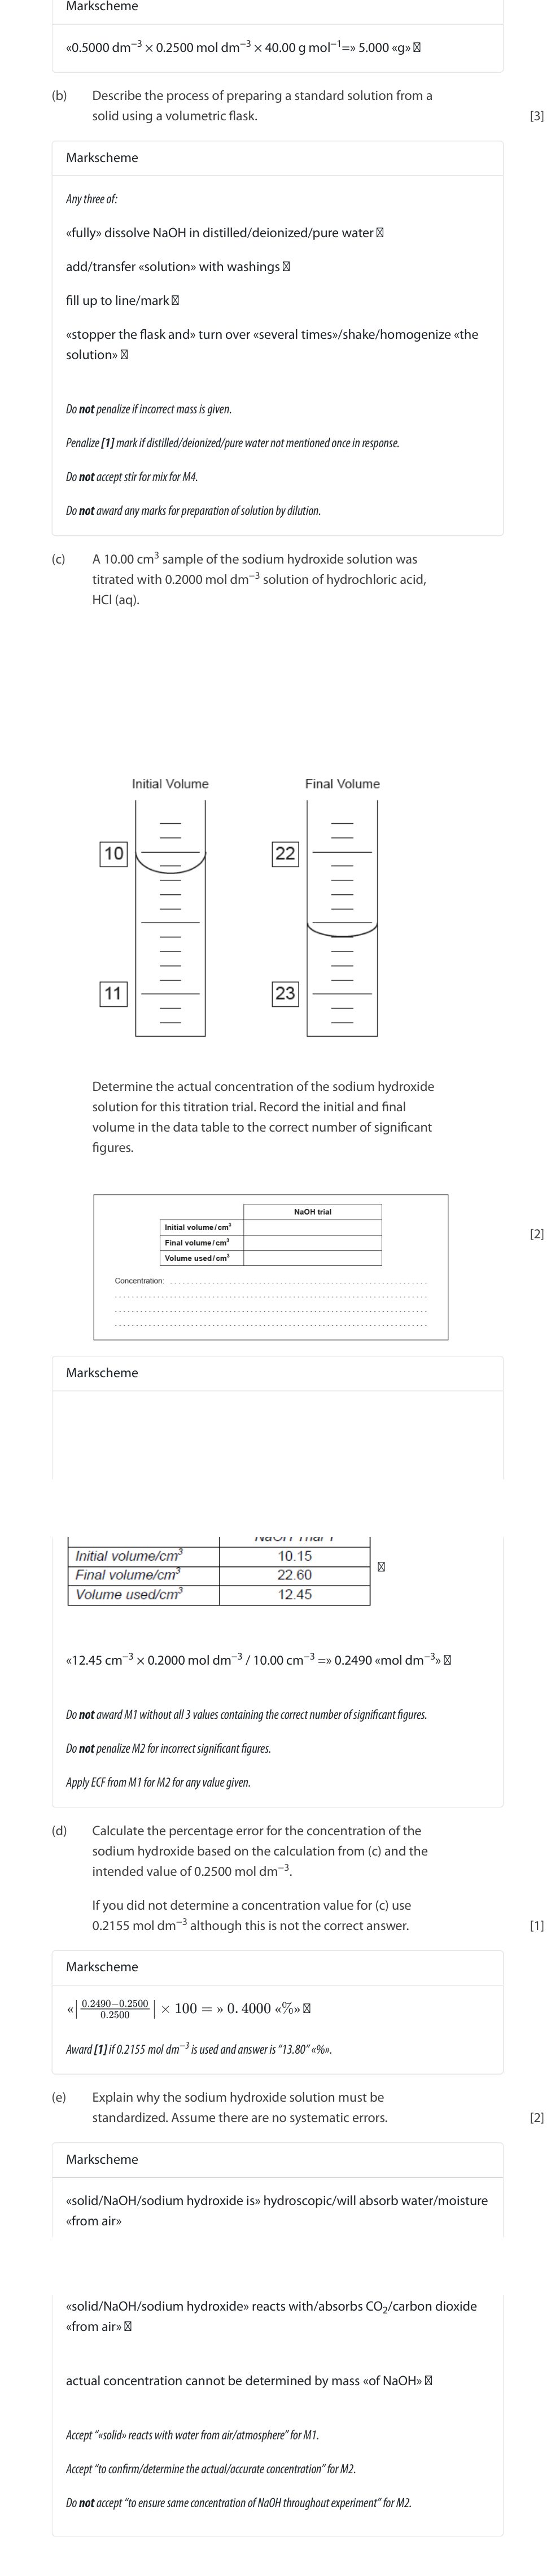 Markscheme
«0.5000 dm⁻³ × 0.2500 mol dm⁻³ × 40.00 g mol⁻¹=» 5.000 «g»
(b) Describe the process of preparing a standard solution from a
solid using a volumetric flask. [3]
Markscheme
Any three of:
«fully» dissolve NaOH in distilled/deionized/pure water
add/transfer «solution» with washings
fill up to line/mark
«stopper the flask and» turn over «several times»/shake/homogenize «the
solution»
Do not penalize if incorrect mass is given.
Penalize [1] mark if distilled/deionized/pure water not mentioned once in response.
Do not accept stir for mix for M4.
Do not award any marks for preparation of solution by dilution.
(c) A 10.00 cm³ sample of the sodium hydroxide solution was
titrated with 0.2000 mol dm⁻³ solution of hydrochloric acid,
HCl (aq).
Initial Volume Final Volume
10 22
11 23
Determine the actual concentration of the sodium hydroxide
solution for this titration trial. Record the initial and final
volume in the data table to the correct number of significant
figures.
[2]
NaOH trial
Initial volume/cm³
Final volume/cm³
Volume used/cm³
Concentration:
Markscheme
Initial volume/cm³ 10.15
Final volume/cm³ 22.60
Volume used/cm³ 12.45
«12.45 cm⁻³ × 0.2000 mol dm⁻³ / 10.00 cm⁻³ =» 0.2490 «mol dm⁻³»
Do not award M1 without all 3 values containing the correct number of significant figures.
Do not penalize M2 for incorrect significant figures.
Apply ECF from M1 for M2 for any value given.
(d) Calculate the percentage error for the concentration of the
sodium hydroxide based on the calculation from (c) and the
intended value of 0.2500 mol dm⁻³.
If you did not determine a concentration value for (c) use
0.2155 mol dm⁻³ although this is not the correct answer. [1]
Markscheme
«|0.2490−0.2500/0.2500| × 100 = » 0.4000 «%»
Award [1] if 0.2155 mol dm⁻³ is used and answer is “13.80” «%».
(e) Explain why the sodium hydroxide solution must be
standardized. Assume there are no systematic errors. [2]
Markscheme
«solid/NaOH/sodium hydroxide is» hydroscopic/will absorb water/moisture
«from air»
«solid/NaOH/sodium hydroxide» reacts with/absorbs CO₂/carbon dioxide
«from air»
actual concentration cannot be determined by mass «of NaOH»
Accept “«solid» reacts with water from air/atmosphere” for M1.
Accept “to confirm/determine the actual/accurate concentration” for M2.
Do not accept “to ensure same concentration of NaOH throughout experiment” for M2.